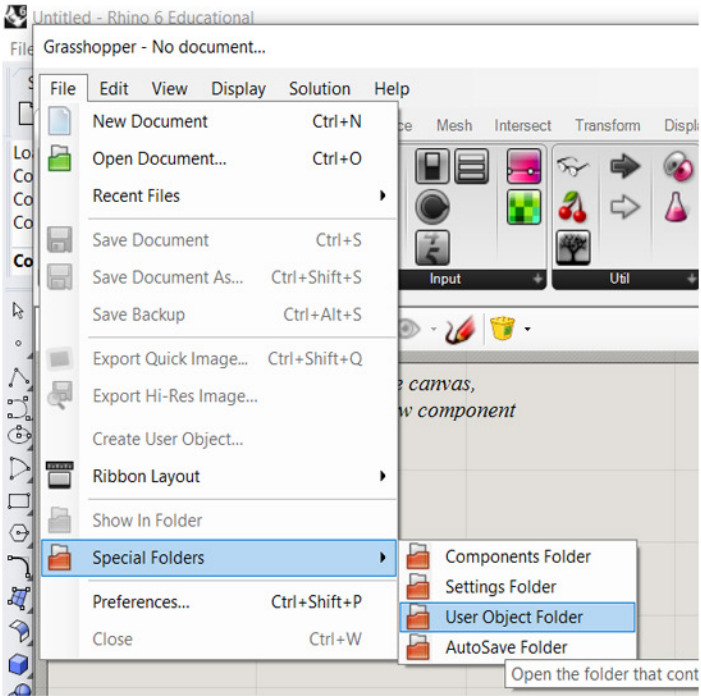 Untitled - Rhino 6 Educational
File
Grasshopper - No document...
File Edit View Display Solution Help
Mesh Intersect Transform
New Document Ctrl+N
Open Document... Ctrl+O
Recent Files
Save Document Ctrl+S
Save Document As... Ctrl+Shift+S
Save Backup Ctrl+Alt+S
Input Util
Export Quick Image... Ctrl+Shift+Q
canvas,
Export Hi-Res Image...
component
Create User Object...
Ribbon Layout
Show In Folder
Special Folders
Components Folder
Settings Folder
User Object Folder
AutoSave Folder
Preferences... Ctrl+Shift+P
Close Ctrl+W
Open the folder that cont